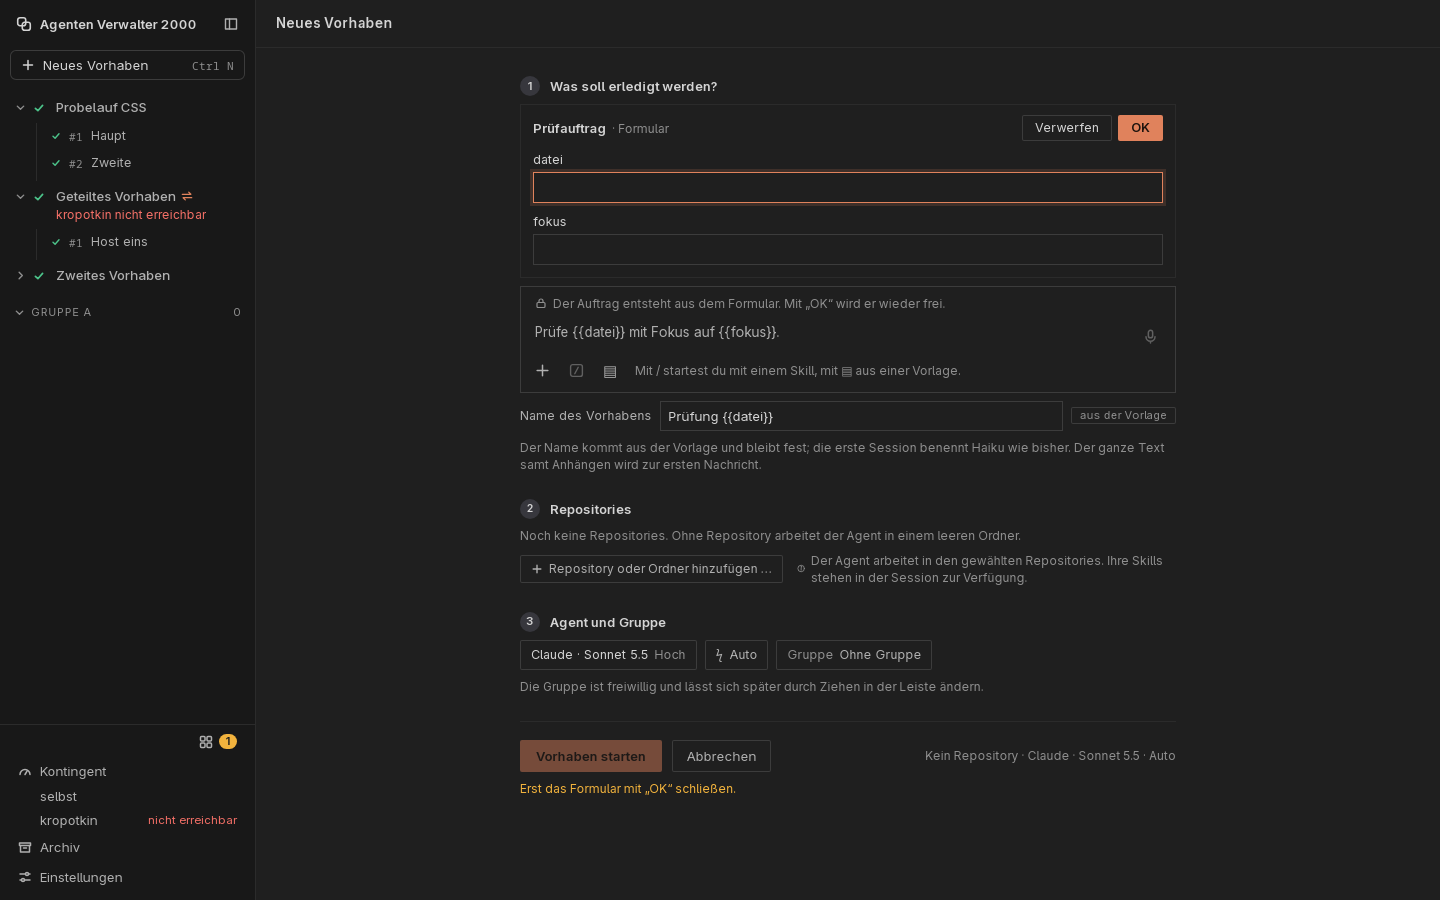 Agenten Verwalter 2000
Neues Vorhaben Ctrl N
Probelauf CSS
#1 Haupt
#2 Zweite
Geteiltes Vorhaben
kropotkin nicht erreichbar
#1 Host eins
Zweites Vorhaben
GRUPPE A 0
1
Kontingent
selbst
kropotkin nicht erreichbar
Archiv
Einstellungen
Neues Vorhaben
1 Was soll erledigt werden?
Prüfauftrag · Formular Verwerfen OK
datei
fokus
Der Auftrag entsteht aus dem Formular. Mit „OK“ wird er wieder frei.
Prüfe {{datei}} mit Fokus auf {{fokus}}.
Mit / startest du mit einem Skill, mit ▤ aus einer Vorlage.
Name des Vorhabens Prüfung {{datei}} aus der Vorlage
Der Name kommt aus der Vorlage und bleibt fest; die erste Session benennt Haiku wie bisher. Der ganze Text
samt Anhängen wird zur ersten Nachricht.
2 Repositories
Noch keine Repositories. Ohne Repository arbeitet der Agent in einem leeren Ordner.
Repository oder Ordner hinzufügen …
Der Agent arbeitet in den gewählten Repositories. Ihre Skills
stehen in der Session zur Verfügung.
3 Agent und Gruppe
Claude · Sonnet 5.5 Hoch Auto Gruppe Ohne Gruppe
Die Gruppe ist freiwillig und lässt sich später durch Ziehen in der Leiste ändern.
Vorhaben starten Abbrechen Kein Repository · Claude · Sonnet 5.5 · Auto
Erst das Formular mit „OK“ schließen.